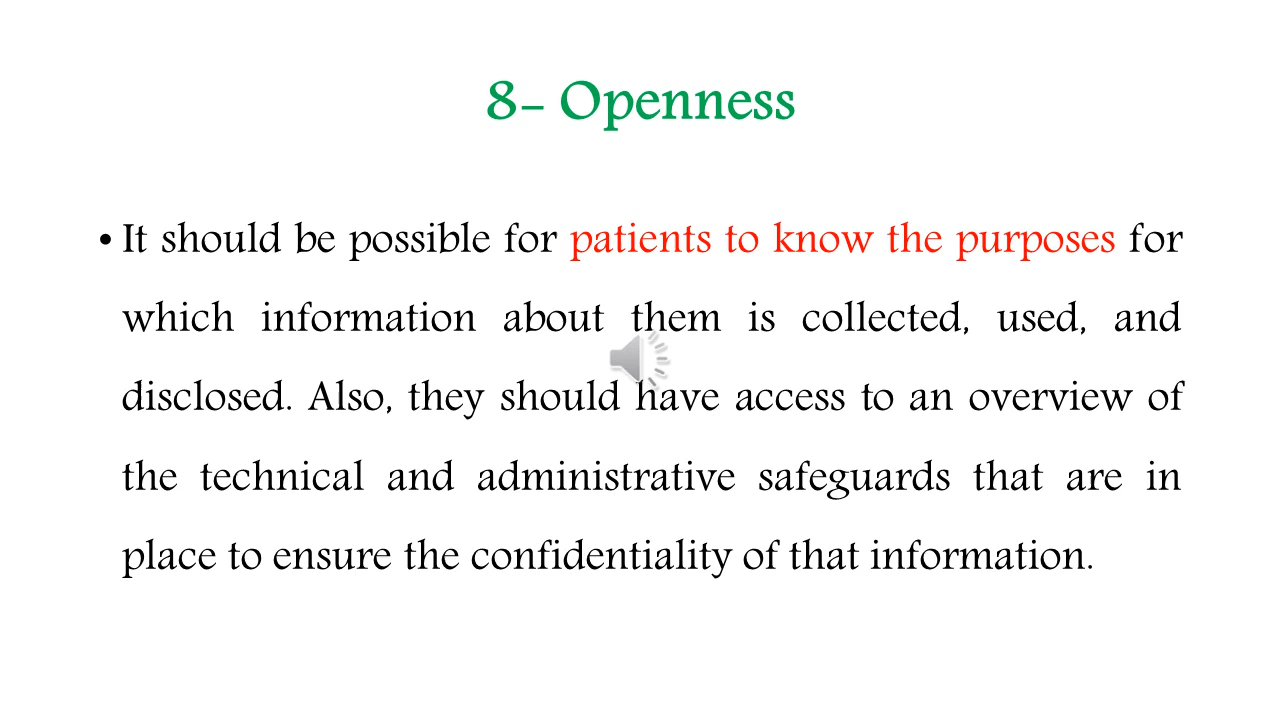 8- Openness
• It should be possible for patients to know the purposes for
which information about them is collected, used, and
disclosed. Also, they should have access to an overview of
the technical and administrative safeguards that are in
place to ensure the confidentiality of that information.